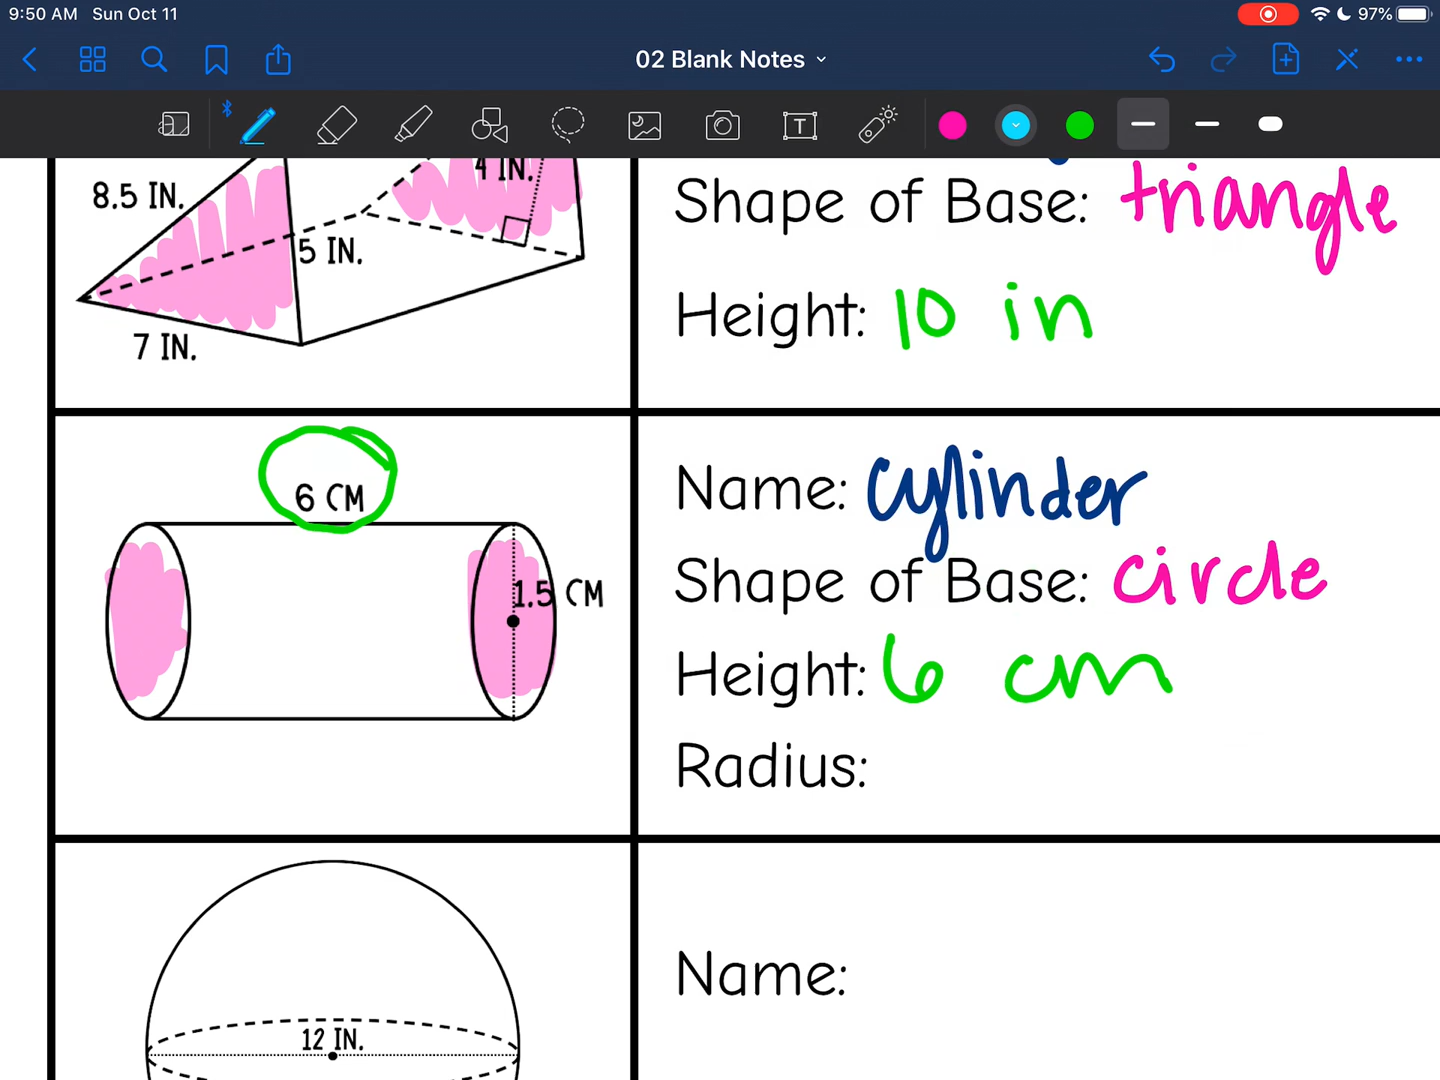 9:50 AM Sun Oct 11
97%
02 Blank Notes
T
8.5 IN.
4 IN.
5 IN.
7 IN.
Shape of Base: triangle
Height: 10 in
6 CM
1.5 CM
Name: cylinder
Shape of Base: circle
Height: 6 cm
Radius:
12 IN.
Name: